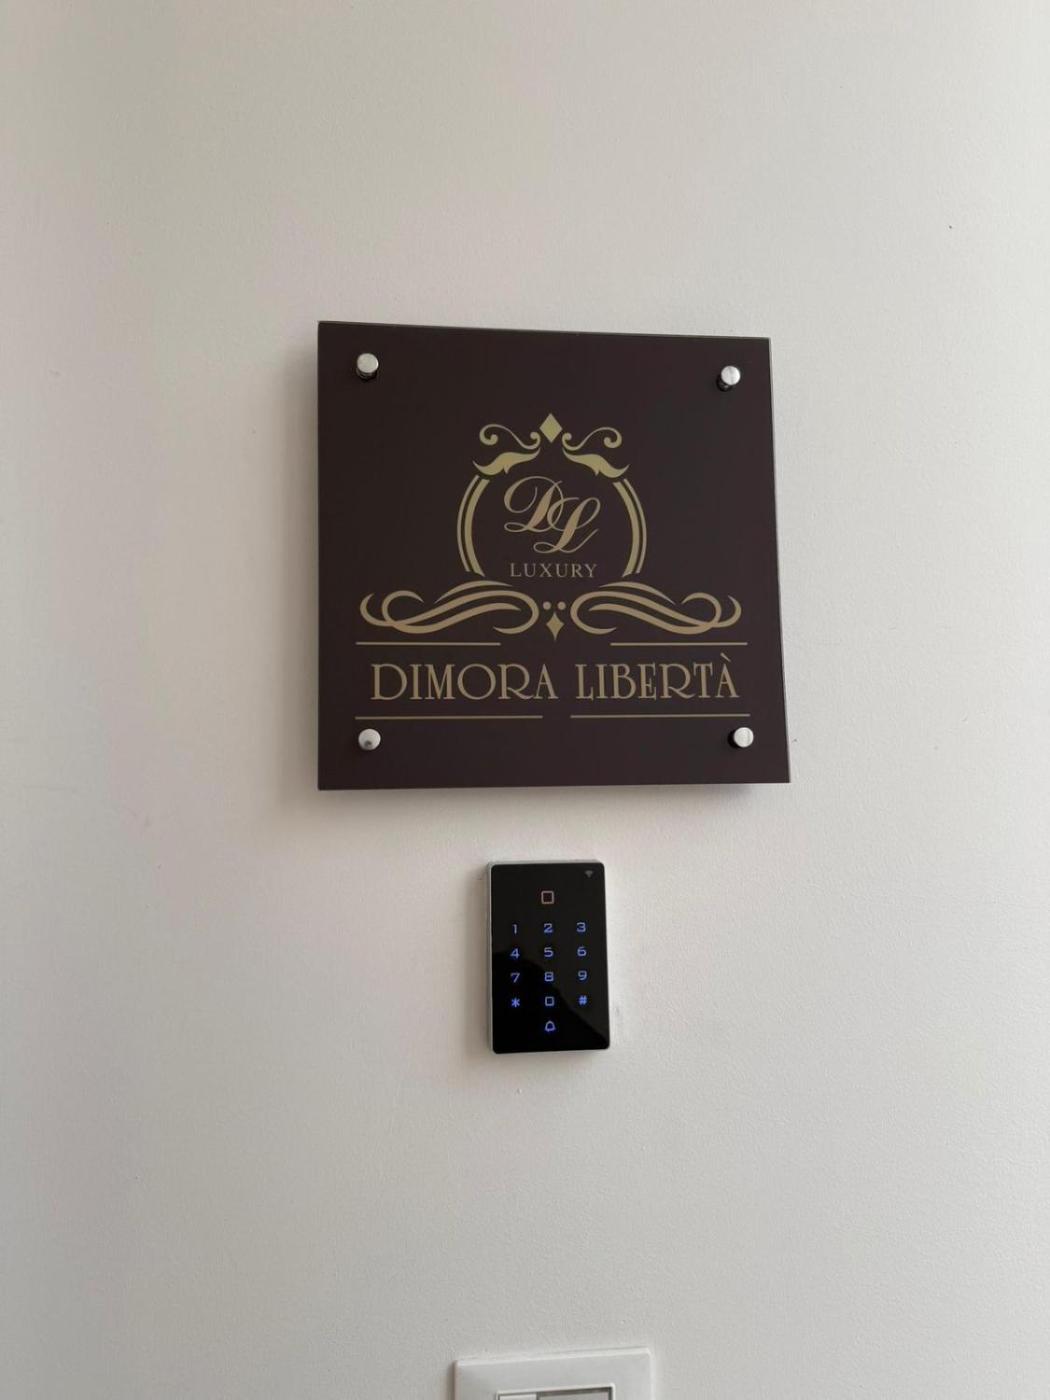 DL
LUXURY
DIMORA LIBERTÀ
1 2 3
4 5 6
7 8 9
* 0 #